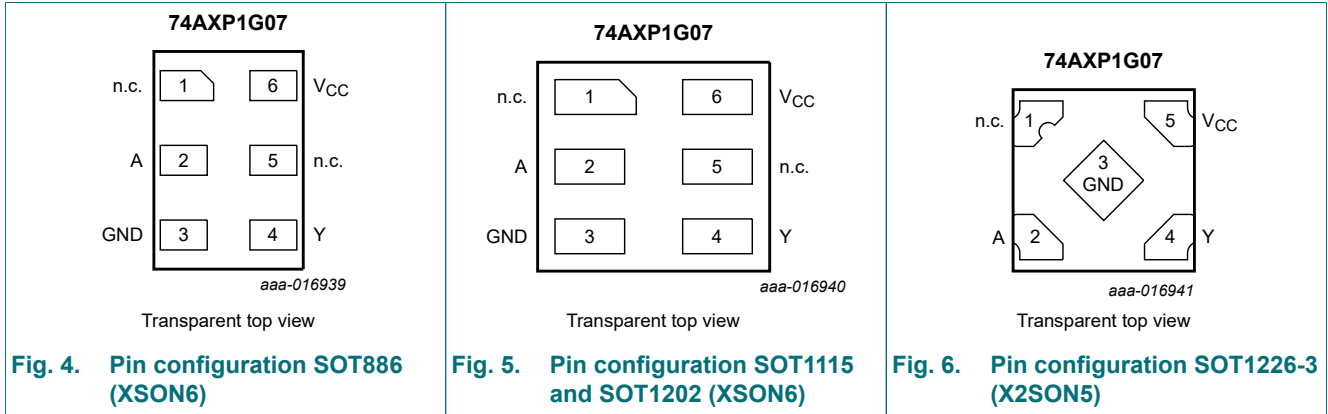 74AXP1G07
n.c. 1 6 VCC
A 2 5 n.c.
GND 3 4 Y
aaa-016939
Transparent top view
Fig. 4. Pin configuration SOT886
(XSON6)
74AXP1G07
n.c. 1 6 VCC
A 2 5 n.c.
GND 3 4 Y
aaa-016940
Transparent top view
Fig. 5. Pin configuration SOT1115
and SOT1202 (XSON6)
74AXP1G07
n.c. 1 5 VCC
3
GND
A 2 4 Y
aaa-016941
Transparent top view
Fig. 6. Pin configuration SOT1226-3
(X2SON5)